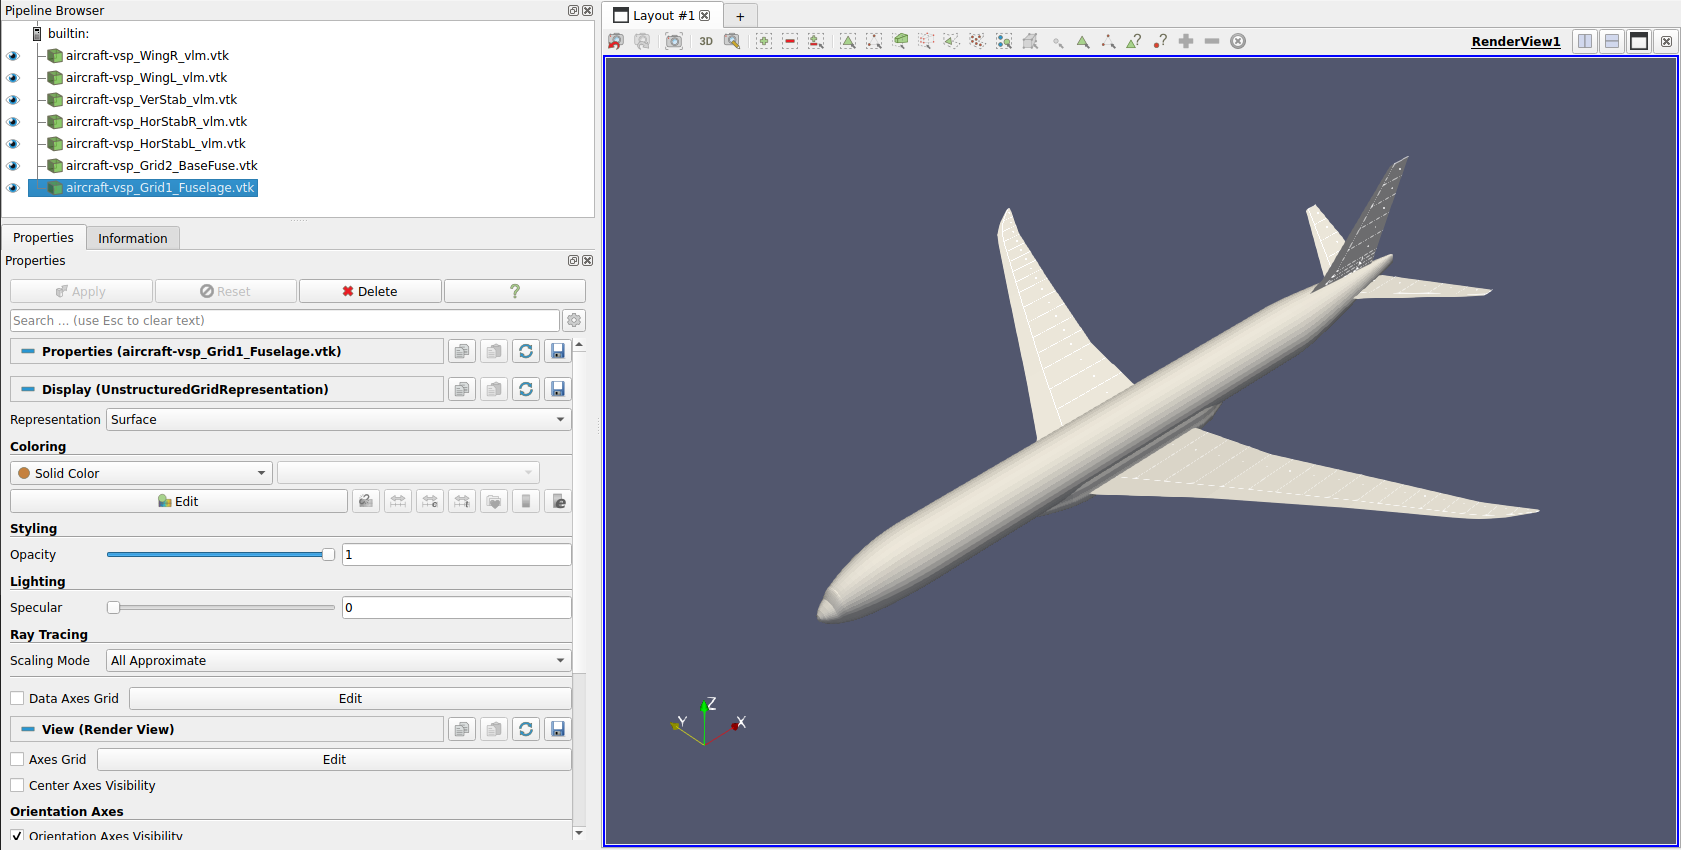 Pipeline Browser
builtin:
aircraft-vsp_WingR_vlm.vtk
aircraft-vsp_WingL_vlm.vtk
aircraft-vsp_VerStab_vlm.vtk
aircraft-vsp_HorStabR_vlm.vtk
aircraft-vsp_HorStabL_vlm.vtk
aircraft-vsp_Grid2_BaseFuse.vtk
aircraft-vsp_Grid1_Fuselage.vtk
Properties
Information
Properties
Apply
Reset
Delete
?
Search ... (use Esc to clear text)
Properties (aircraft-vsp_Grid1_Fuselage.vtk)
Display (UnstructuredGridRepresentation)
Representation
Surface
Coloring
Solid Color
Edit
Styling
Opacity
1
Lighting
Specular
0
Ray Tracing
Scaling Mode
All Approximate
Data Axes Grid
Edit
View (Render View)
Axes Grid
Edit
Center Axes Visibility
Orientation Axes
Orientation Axes Visibility
Layout #1
+
3D
RenderView1
Z
Y
X